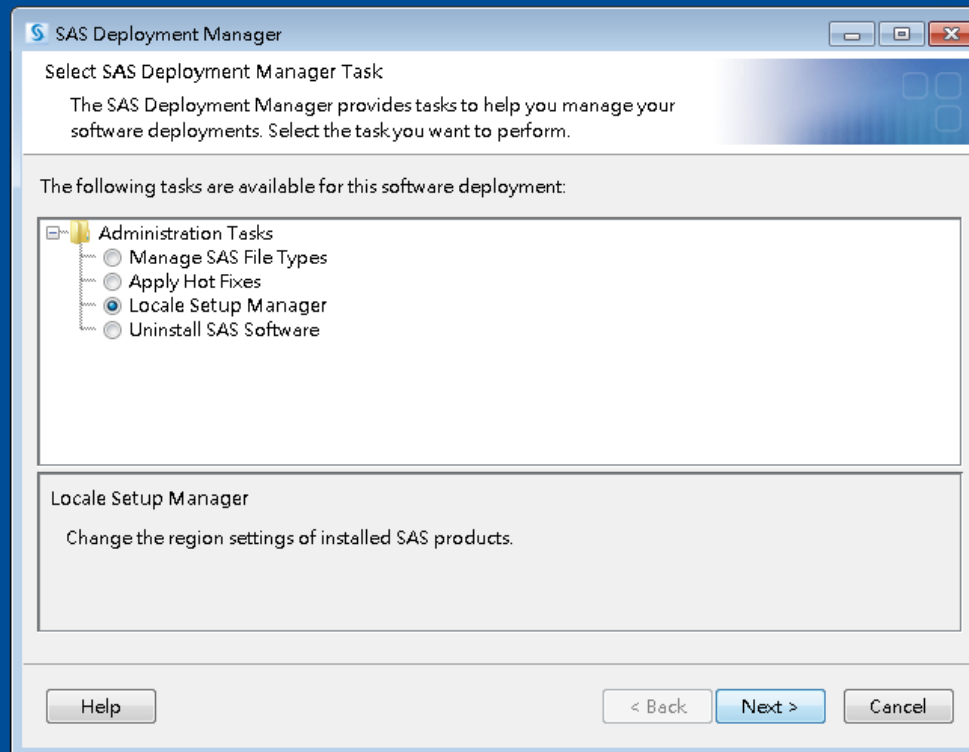 SAS Deployment Manager
Select SAS Deployment Manager Task
The SAS Deployment Manager provides tasks to help you manage your
software deployments. Select the task you want to perform.
The following tasks are available for this software deployment:
Administration Tasks
Manage SAS File Types
Apply Hot Fixes
Locale Setup Manager
Uninstall SAS Software
Locale Setup Manager
Change the region settings of installed SAS products.
Help
< Back
Next >
Cancel